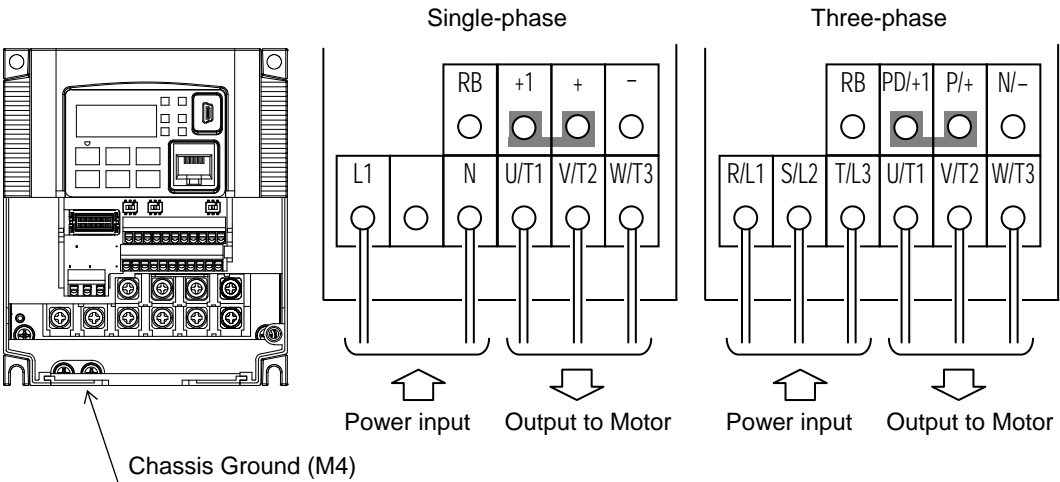 Single-phase
Three-phase
RB +1 + −
L1 N U/T1 V/T2 W/T3
RB PD/+1 P/+ N/−
R/L1 S/L2 T/L3 U/T1 V/T2 W/T3
Power input
Output to Motor
Power input
Output to Motor
Chassis Ground (M4)